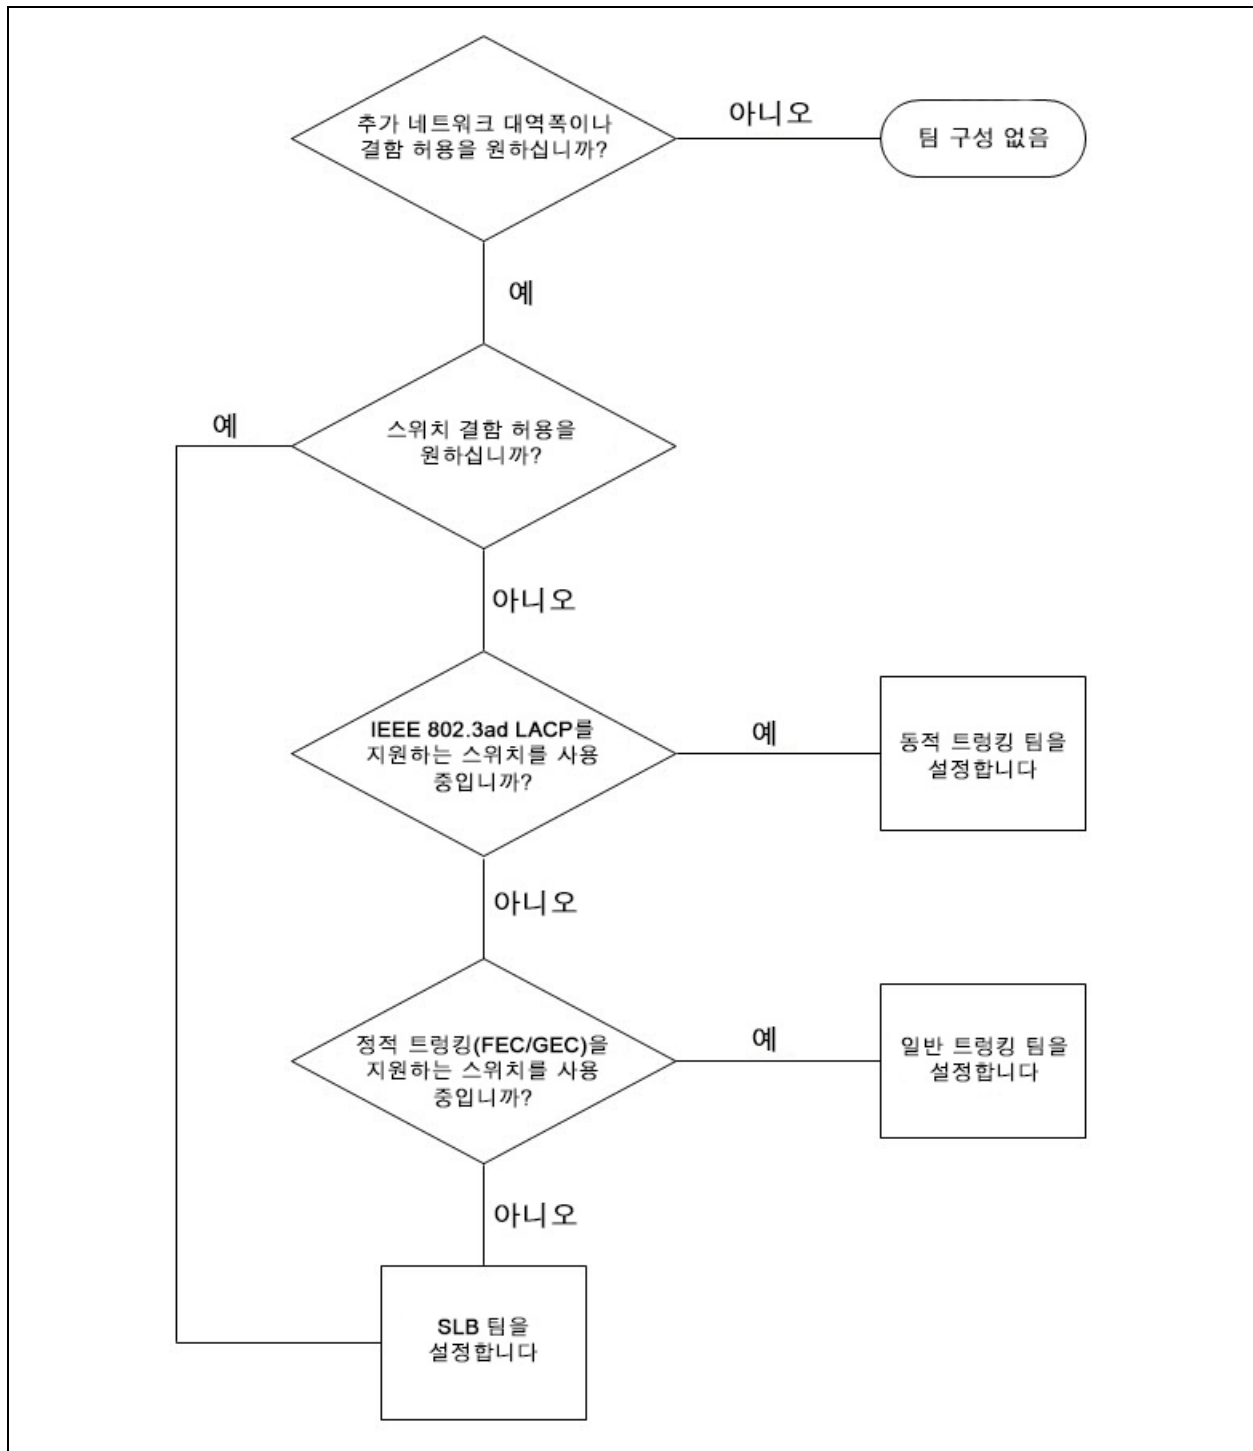 추가 네트워크 대역폭이나
결함 허용을 원하십니까?
아니오
팀 구성 없음
예
스위치 결함 허용을
원하십니까?
예
아니오
IEEE 802.3ad LACP를
지원하는 스위치를 사용
중입니까?
예
동적 트렁킹 팀을
설정합니다
아니오
정적 트렁킹(FEC/GEC)을
지원하는 스위치를 사용
중입니까?
예
일반 트렁킹 팀을
설정합니다
아니오
SLB 팀을
설정합니다